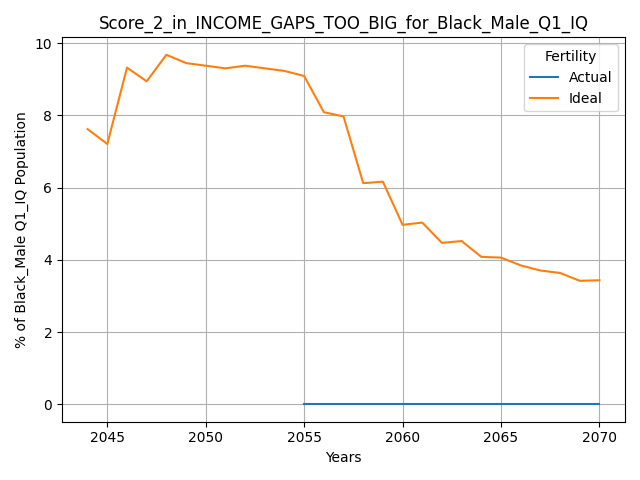 Score_2_in_INCOME_GAPS_TOO_BIG_for_Black_Male_Q1_IQ
Fertility
Actual
Ideal
% of Black_Male Q1_IQ Population
10
8
6
4
2
0
2045 2050 2055 2060 2065 2070
Years